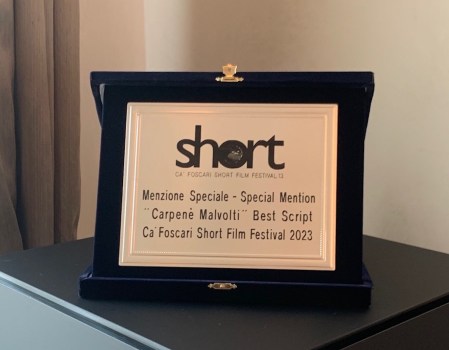 short
CA' FOSCARI SHORT FILM FESTIVAL 13
Menzione Speciale - Special Mention
"Carpenè Malvolti" Best Script
Ca' Foscari Short Film Festival 2023